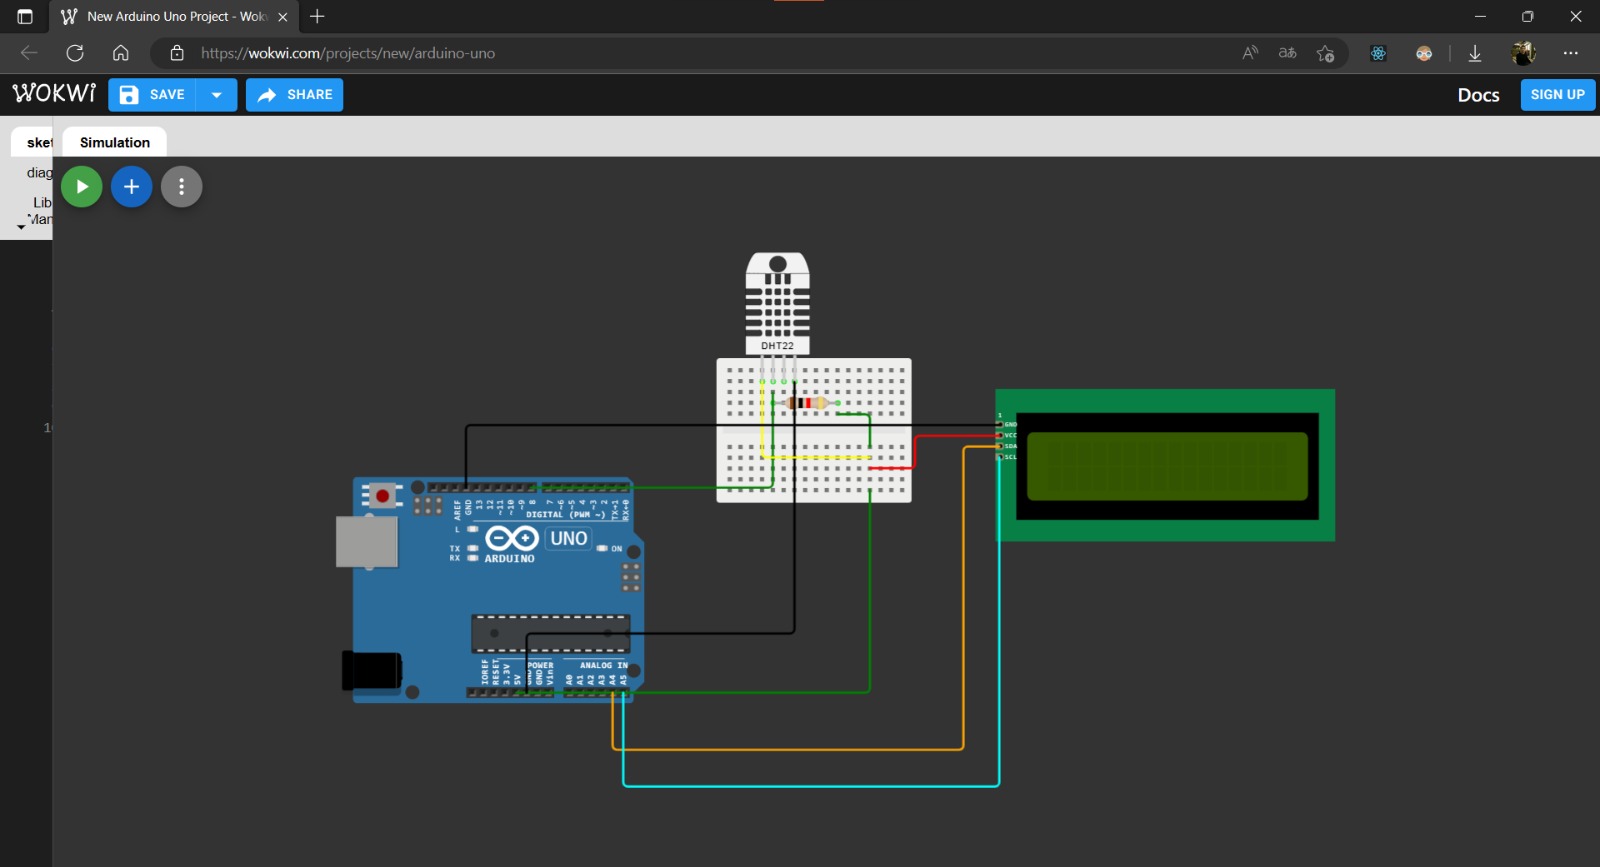 New Arduino Uno Project - Wok
https://wokwi.com/projects/new/arduino-uno
WOKWI
SAVE
SHARE
Docs
SIGN UP
sket
Simulation
diag
Lib
Man
DHT22
1
GND
VCC
SDA
SCL
AREF
GND
13
12
~11
~10
~9
8
7
~6
~5
4
~3
2
TX→1
RX←0
DIGITAL (PWM ~)
L
TX
RX
UNO
ARDUINO
ON
IOREF
RESET
3.3V
5V
GND
GND
Vin
POWER
ANALOG IN
A0
A1
A2
A3
A4
A5